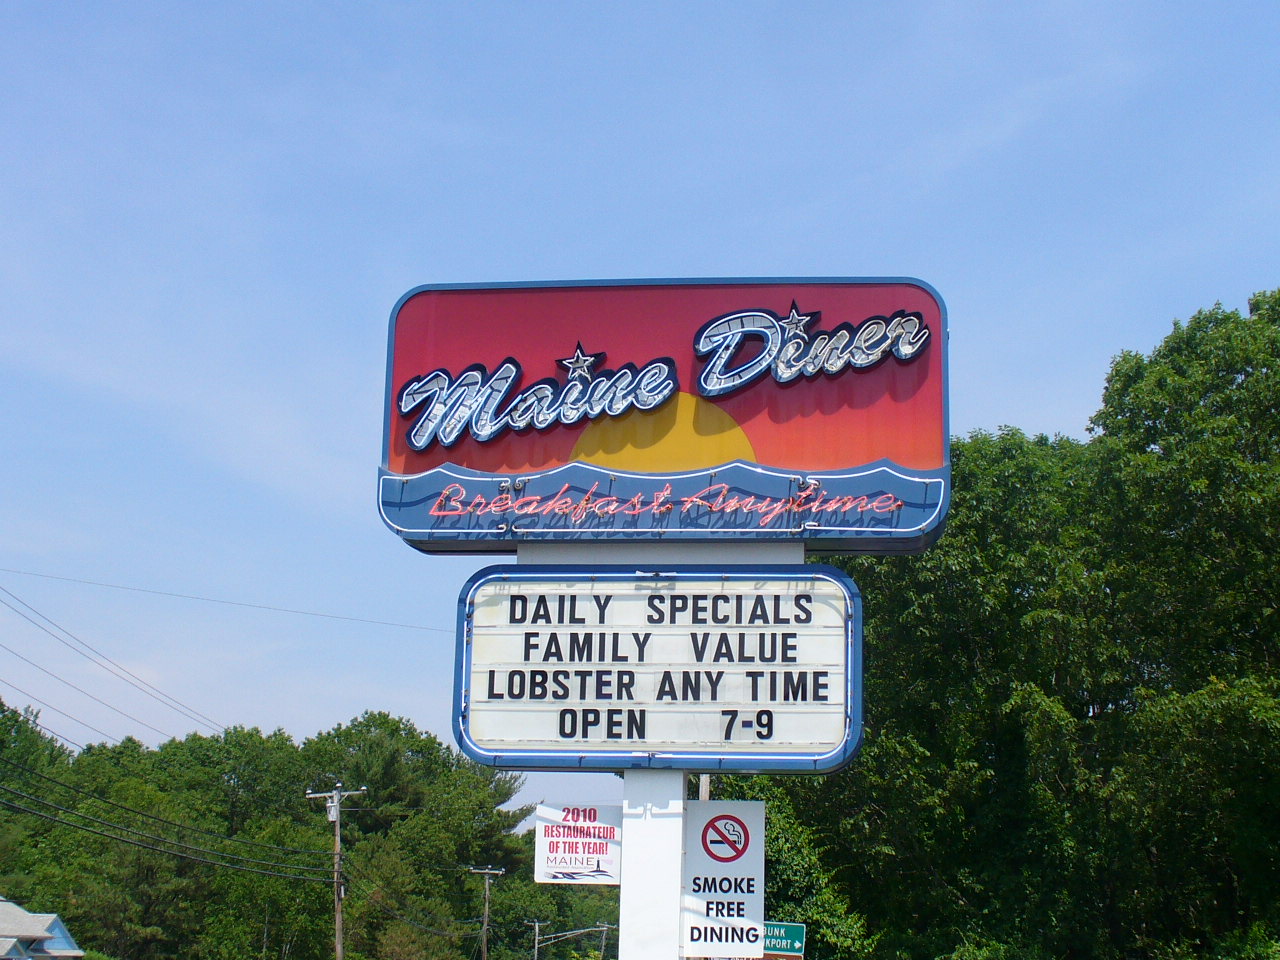 Maine Diner
Breakfast Anytime
DAILY SPECIALS
FAMILY VALUE
LOBSTER ANY TIME
OPEN 7-9
2010
RESTAURATEUR
OF THE YEAR!
MAINE
SMOKE
FREE
DINING